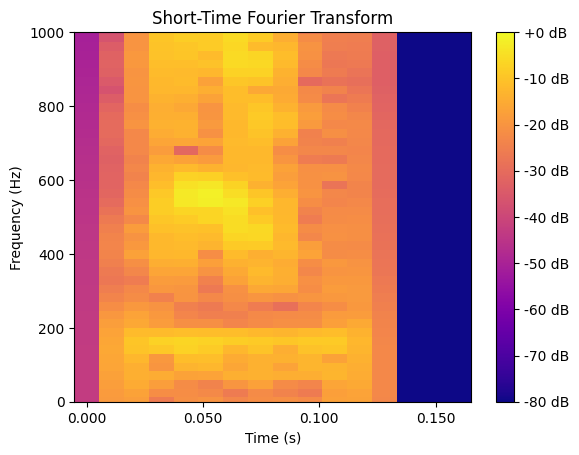 Short-Time Fourier Transform
Frequency (Hz)
1000
800
600
400
200
0
0.000
0.050
0.100
0.150
Time (s)
+0 dB
-10 dB
-20 dB
-30 dB
-40 dB
-50 dB
-60 dB
-70 dB
-80 dB